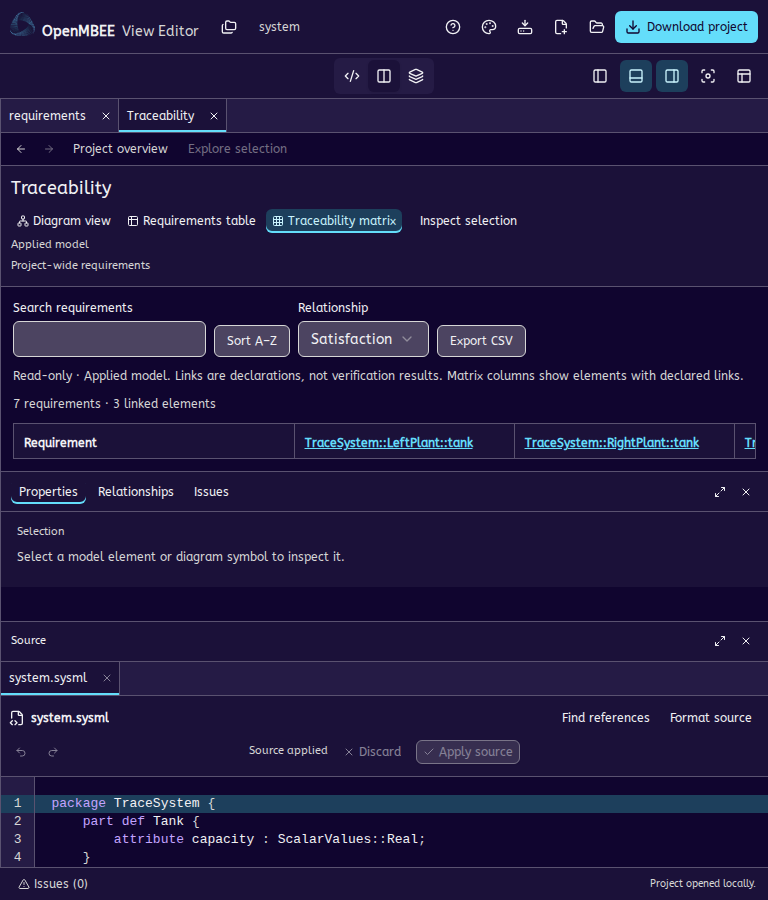 OpenMBEE View Editor system Download project
requirements Traceability
Project overview Explore selection
Traceability
Diagram view Requirements table Traceability matrix Inspect selection
Applied model
Project-wide requirements
Search requirements Relationship
Sort A–Z Satisfaction Export CSV
Read-only · Applied model. Links are declarations, not verification results. Matrix columns show elements with declared links.
7 requirements · 3 linked elements
Requirement TraceSystem::LeftPlant::tank TraceSystem::RightPlant::tank Tr
Properties Relationships Issues
Selection
Select a model element or diagram symbol to inspect it.
Source
system.sysml
system.sysml Find references Format source
Source applied Discard Apply source
1 package TraceSystem {
2 part def Tank {
3 attribute capacity : ScalarValues::Real;
4 }
Issues (0) Project opened locally.